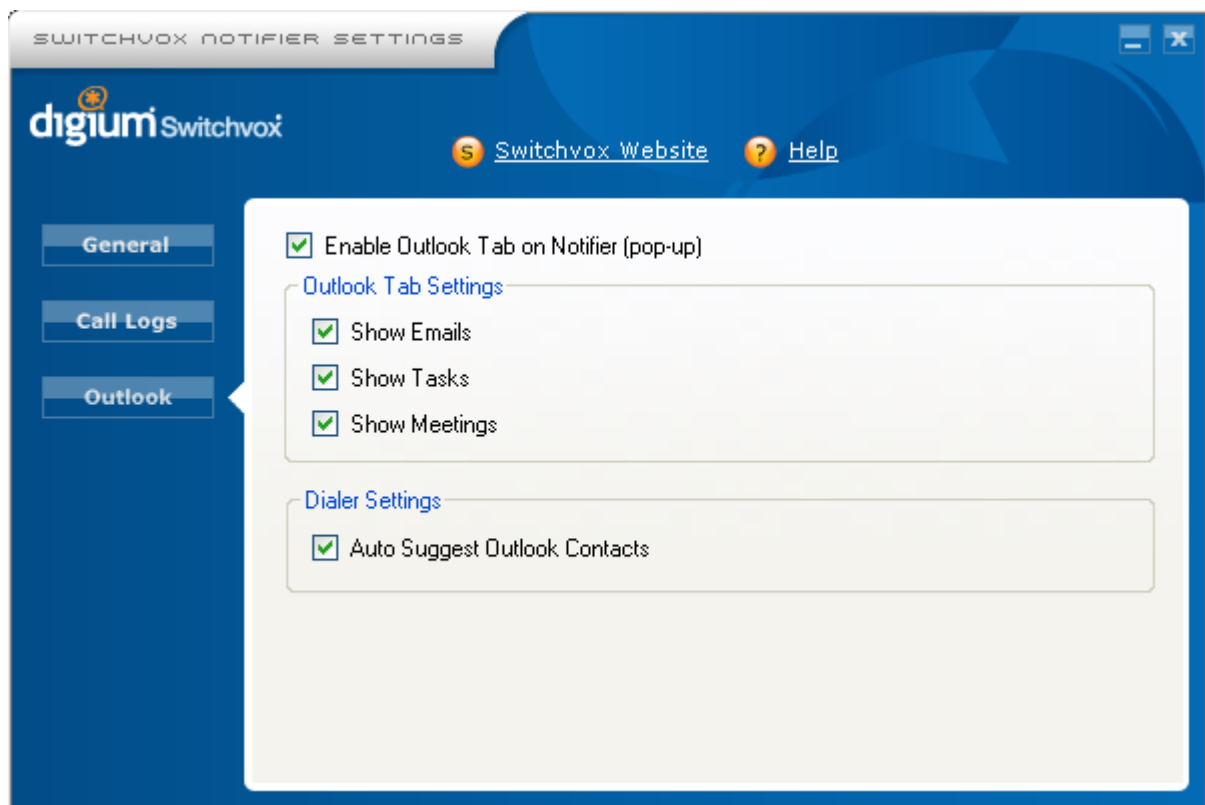 SWITCHVOX NOTIFIER SETTINGS
digium Switchvox
S Switchvox Website ? Help
General
Call Logs
Outlook
Enable Outlook Tab on Notifier (pop-up)
Outlook Tab Settings
Show Emails
Show Tasks
Show Meetings
Dialer Settings
Auto Suggest Outlook Contacts